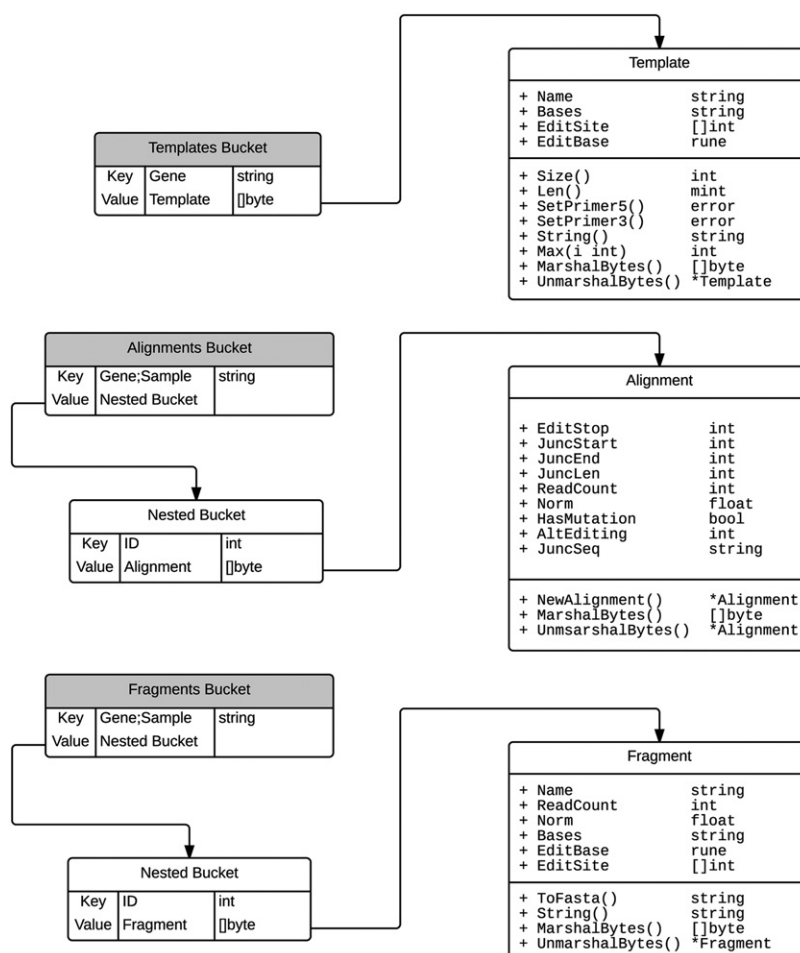 Template
+ Name string
+ Bases string
+ EditSite []int
+ EditBase rune
+ Size() int
+ Len() mint
+ SetPrimer5() error
+ SetPrimer3() error
+ String() string
+ Max(i int) int
+ MarshalBytes() []byte
+ UnmarshalBytes() *Template
Templates Bucket
Key Gene string
Value Template []byte
Alignments Bucket
Key Gene;Sample string
Value Nested Bucket
Nested Bucket
Key ID int
Value Alignment []byte
Alignment
+ EditStop int
+ JuncStart int
+ JuncEnd int
+ JuncLen int
+ ReadCount int
+ Norm float
+ HasMutation bool
+ AltEditing int
+ JuncSeq string
+ NewAlignment() *Alignment
+ MarshalBytes() []byte
+ UnmsarshalBytes() *Alignment
Fragments Bucket
Key Gene;Sample string
Value Nested Bucket
Nested Bucket
Key ID int
Value Fragment []byte
Fragment
+ Name string
+ ReadCount int
+ Norm float
+ Bases string
+ EditBase rune
+ EditSite []int
+ ToFasta() string
+ String() string
+ MarshalBytes() []byte
+ UnmarshalBytes() *Fragment